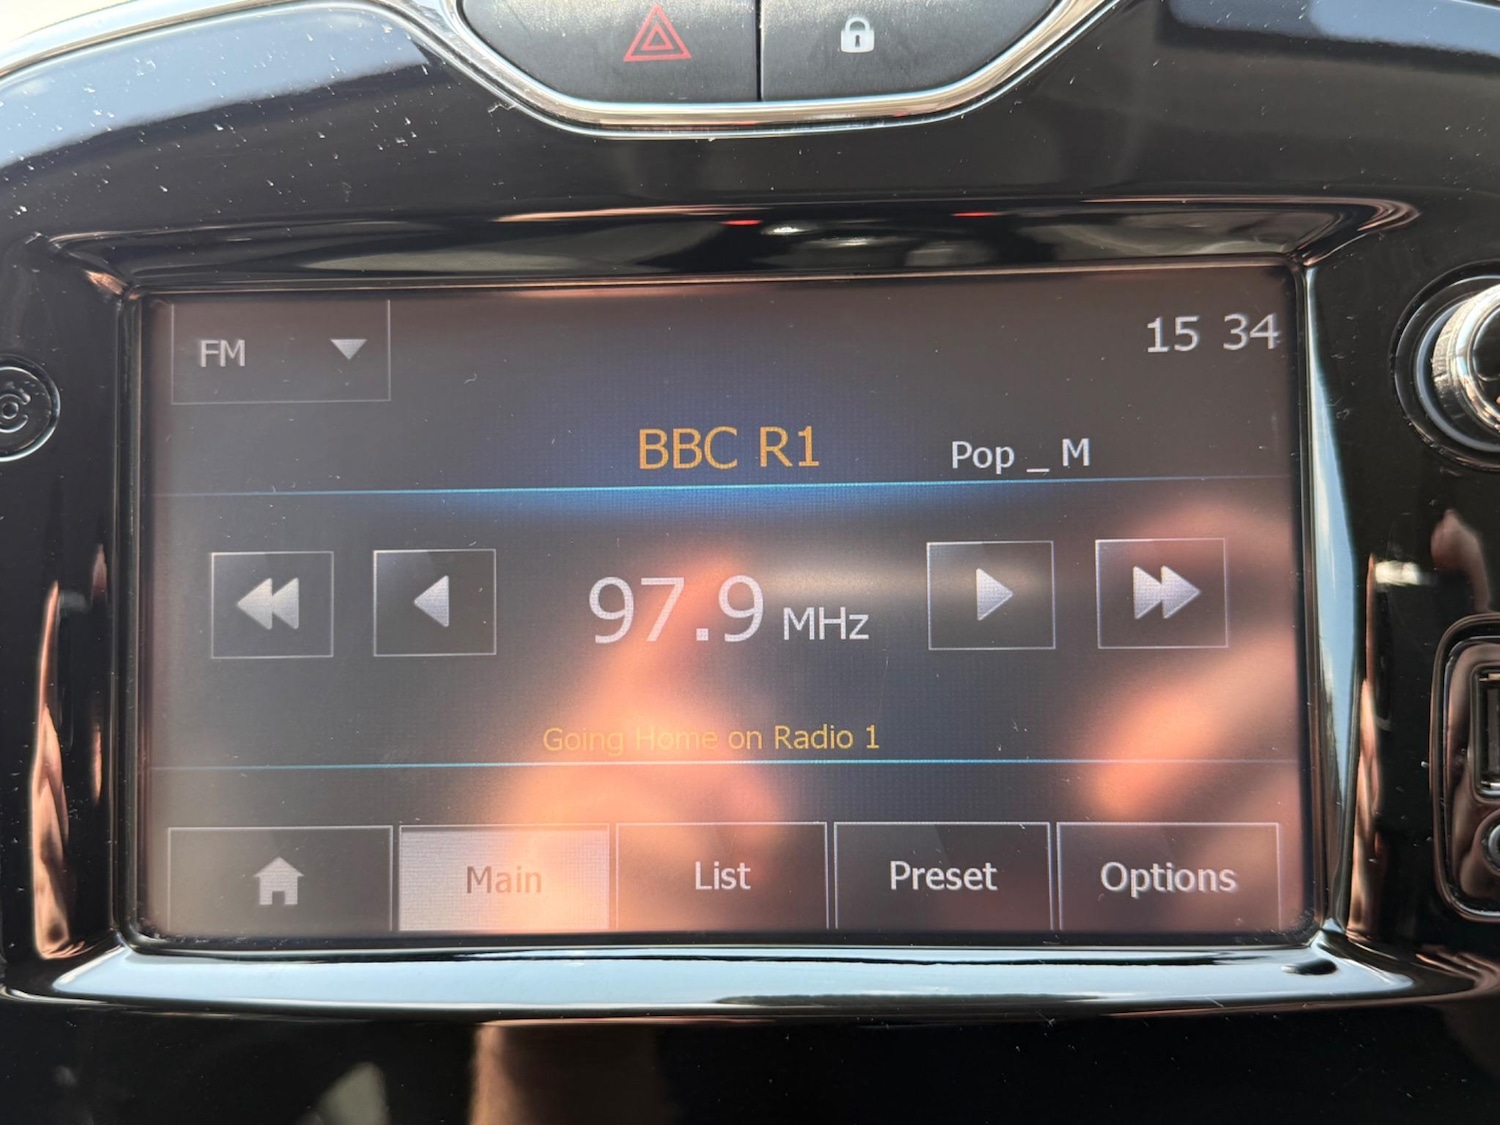 FM
15 34
BBC R1 Pop _ M
97.9 MHz
Going Home on Radio 1
Main List Preset Options